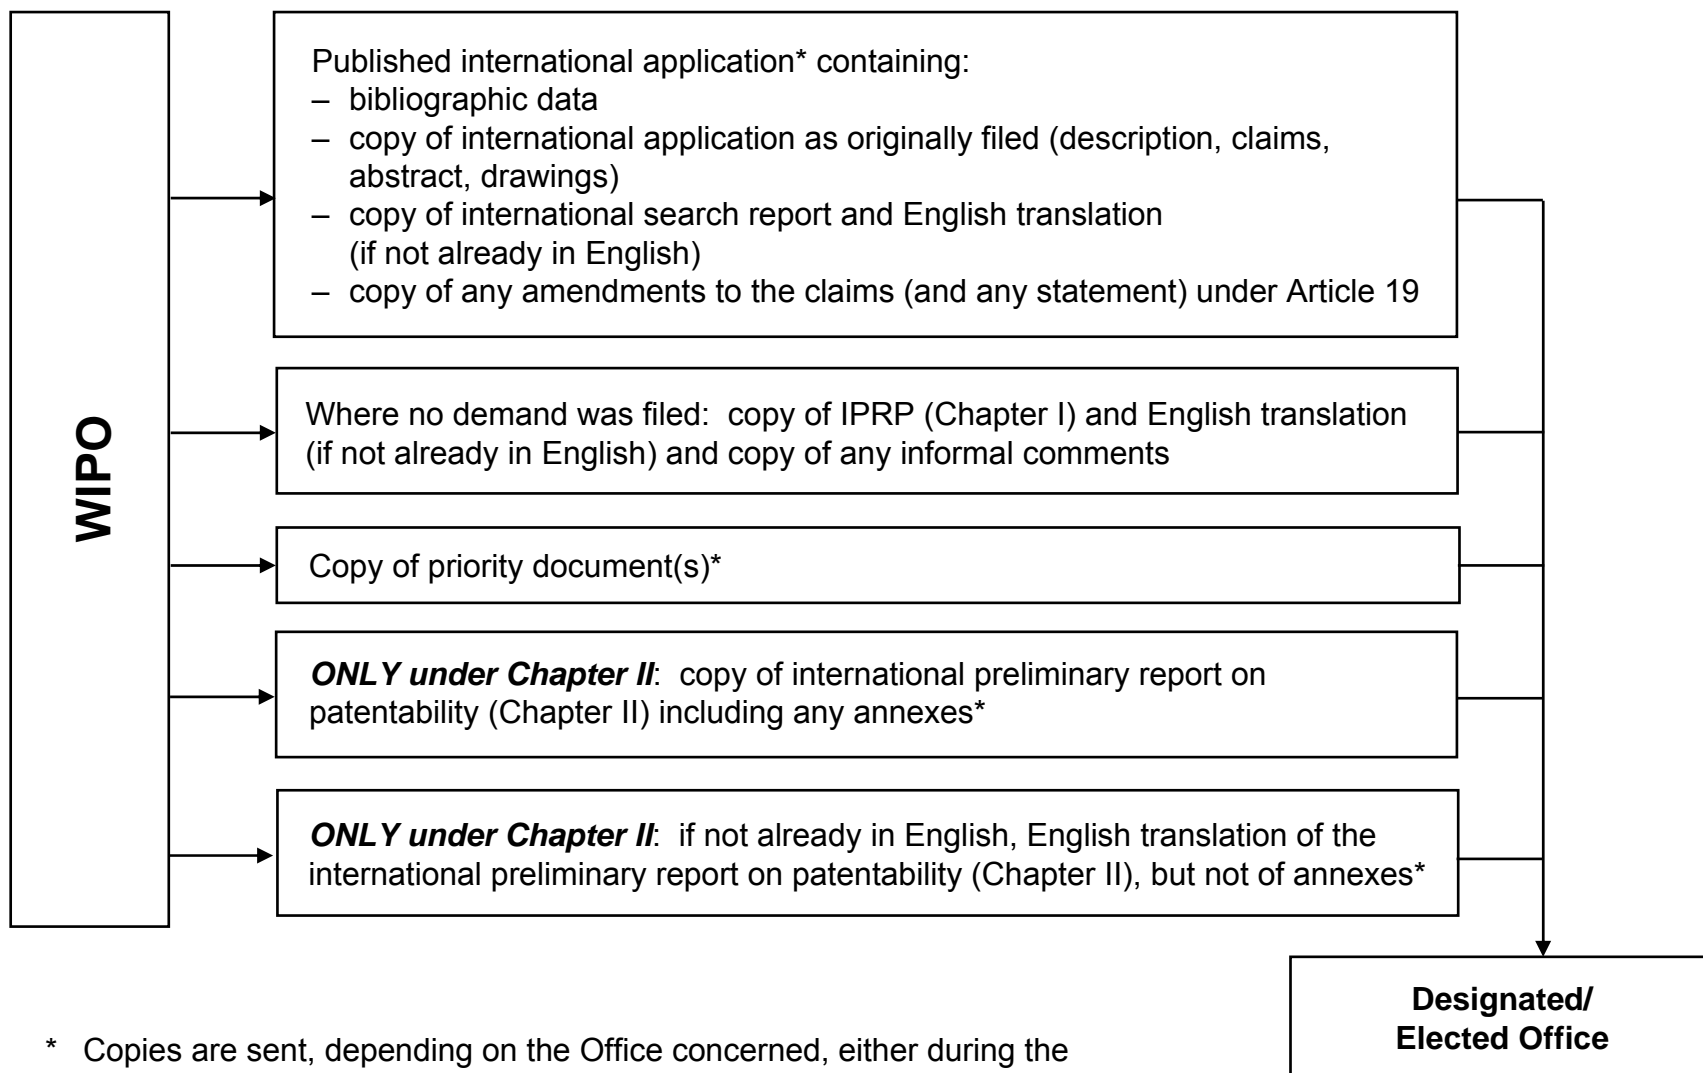 WIPO
Published international application* containing:
– bibliographic data
– copy of international application as originally filed (description, claims,
abstract, drawings)
– copy of international search report and English translation
(if not already in English)
– copy of any amendments to the claims (and any statement) under Article 19
Where no demand was filed: copy of IPRP (Chapter I) and English translation
(if not already in English) and copy of any informal comments
Copy of priority document(s)*
ONLY under Chapter II: copy of international preliminary report on
patentability (Chapter II) including any annexes*
ONLY under Chapter II: if not already in English, English translation of the
international preliminary report on patentability (Chapter II), but not of annexes*
Designated/
Elected Office
* Copies are sent, depending on the Office concerned, either during the